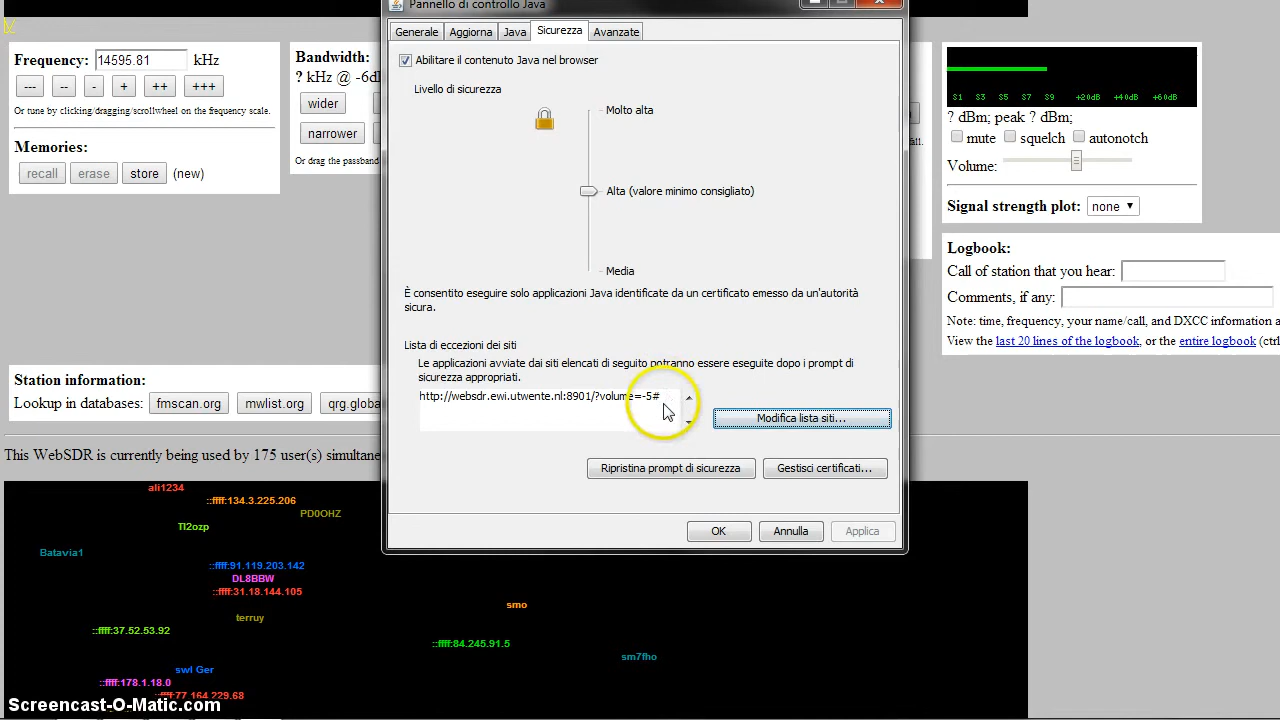 Pannello di controllo Java
Generale Aggiorna Java Sicurezza Avanzate
Abilitare il contenuto Java nel browser
Livello di sicurezza
Molto alta
Alta (valore minimo consigliato)
Media
È consentito eseguire solo applicazioni Java identificate da un certificato emesso da un'autorità
sicura.
Lista di eccezioni dei siti
Le applicazioni avviate dai siti elencati di seguito potranno essere eseguite dopo i prompt di
sicurezza appropriati.
http://websdr.ewi.utwente.nl:8901/?volume=-5#
Modifica lista siti...
Ripristina prompt di sicurezza Gestisci certificati...
OK Annulla Applica
Frequency: 14595.81 kHz
--- -- - + ++ +++
Or tune by clicking/dragging/scrollwheel on the frequency scale
Memories:
recall erase store (new)
Bandwidth:
? kHz @ -6d
wider
narrower
Or drag the passband
S1 S3 S5 S7 S9 +20dB +40dB +60dB
? dBm; peak ? dBm;
mute squelch autonotch
Volume:
Signal strength plot: none
Logbook:
Call of station that you hear:
Comments, if any:
Note: time, frequency, your name/call, and DXCC information a
View the last 20 lines of the logbook, or the entire logbook (ctrl
Station information:
Lookup in databases: fmscan.org mwlist.org qrg.globa
This WebSDR is currently being used by 175 user(s) simultane
ali1234
::ffff:134.3.225.206
PD0OHZ
TI2ozp
Batavia1
::ffff:91.119.203.142
DL8BBW
::ffff:31.18.144.105
smo
terruy
::ffff:37.52.53.92
::ffff:84.245.91.5
sm7fho
swl Ger
::ffff:178.1.18.0
::ffff:77.164.229.68
Screencast-O-Matic.com